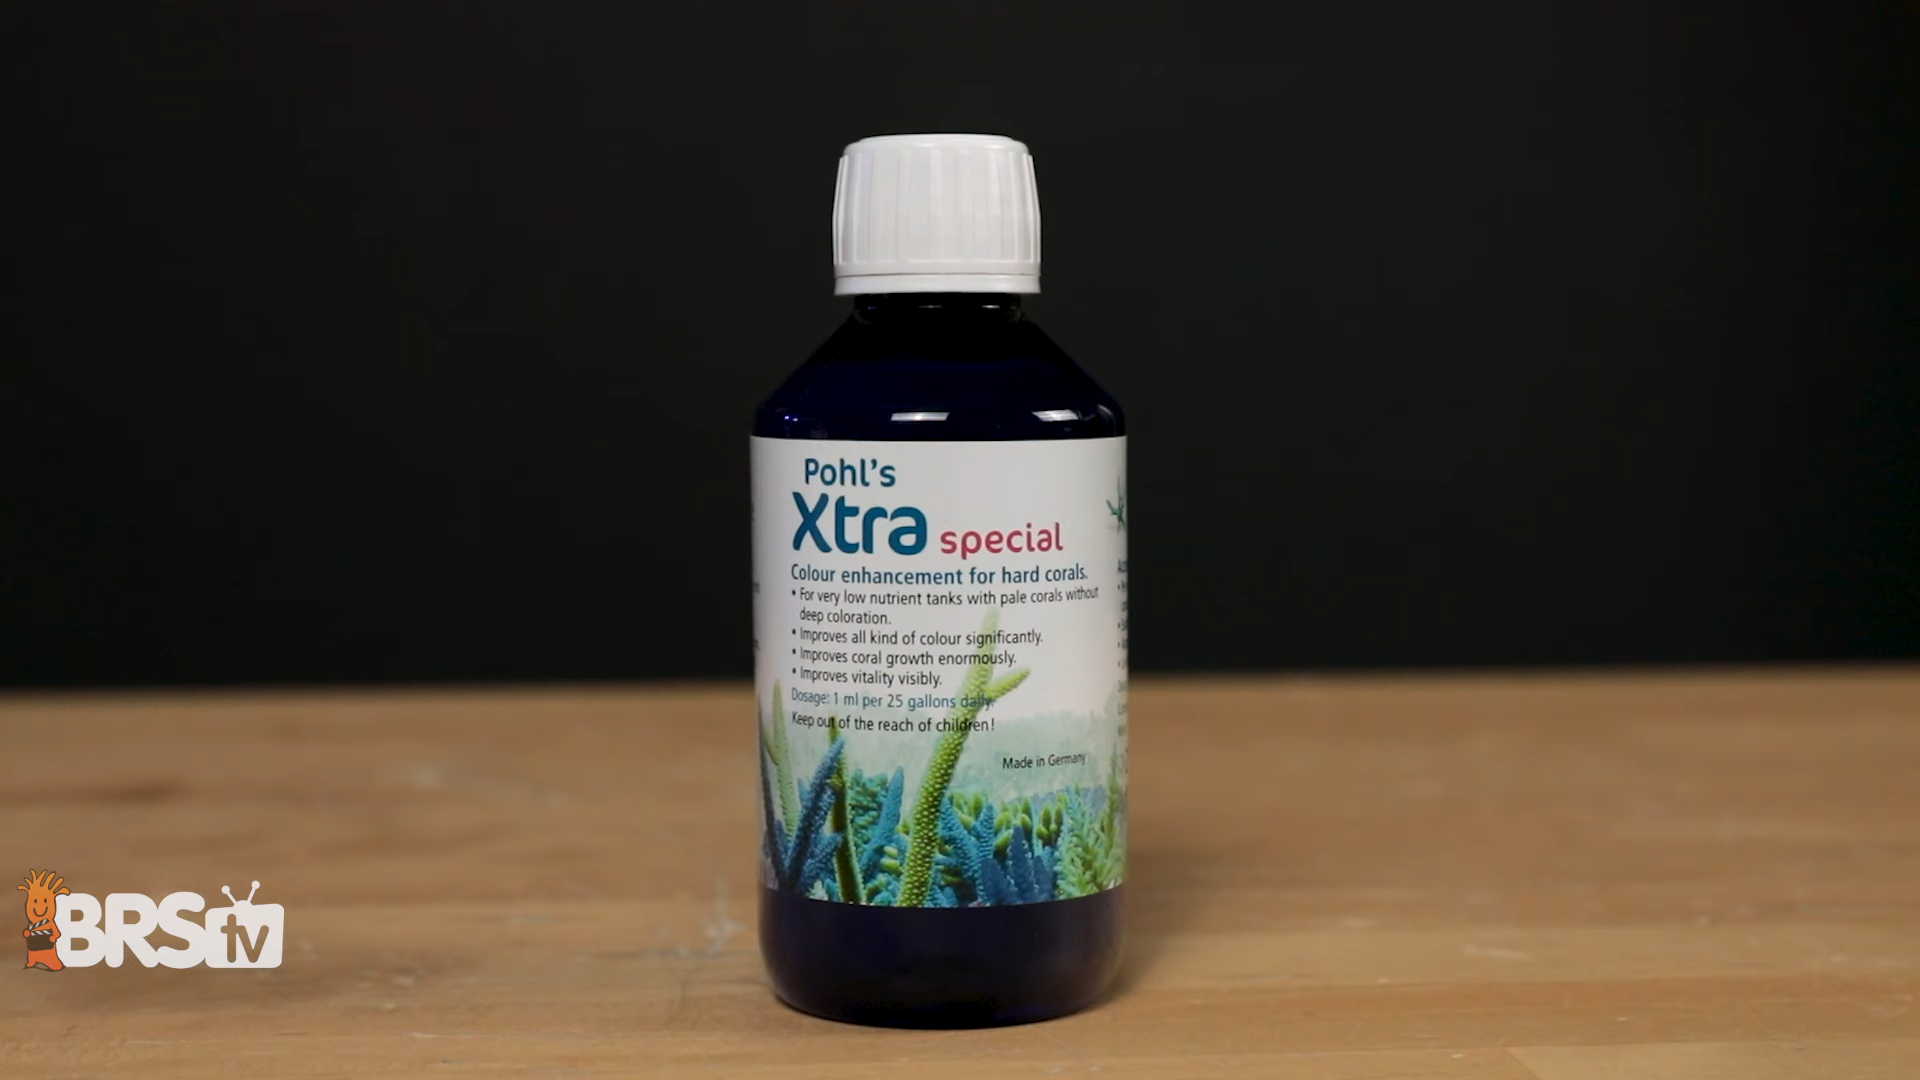 Pohl's
Xtra special
Colour enhancement for hard corals.
• For very low nutrient tanks with pale corals without
deep coloration.
• Improves all kind of colour significantly.
• Improves coral growth enormously.
• Improves vitality visibly.
Dosage: 1 ml per 25 gallons daily.
Keep out of the reach of children!
Made in Germany
BRStv